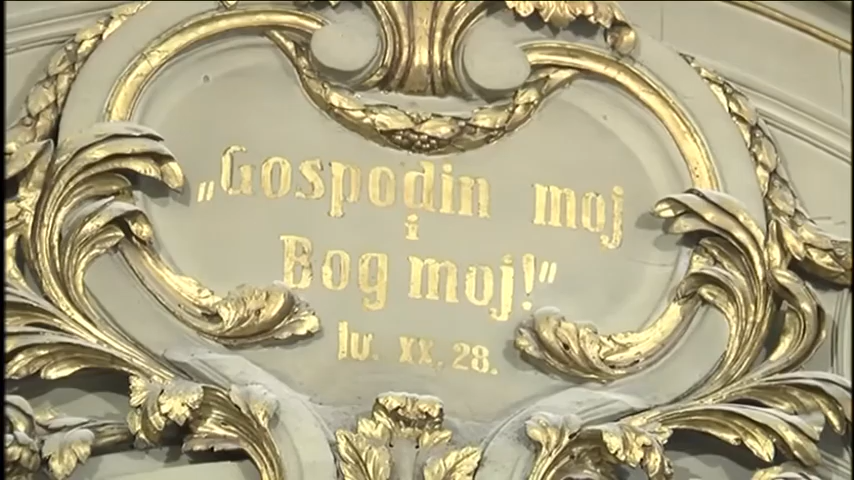 „Gospodin moj
i
Bog moj!"
Iv. XX, 28.